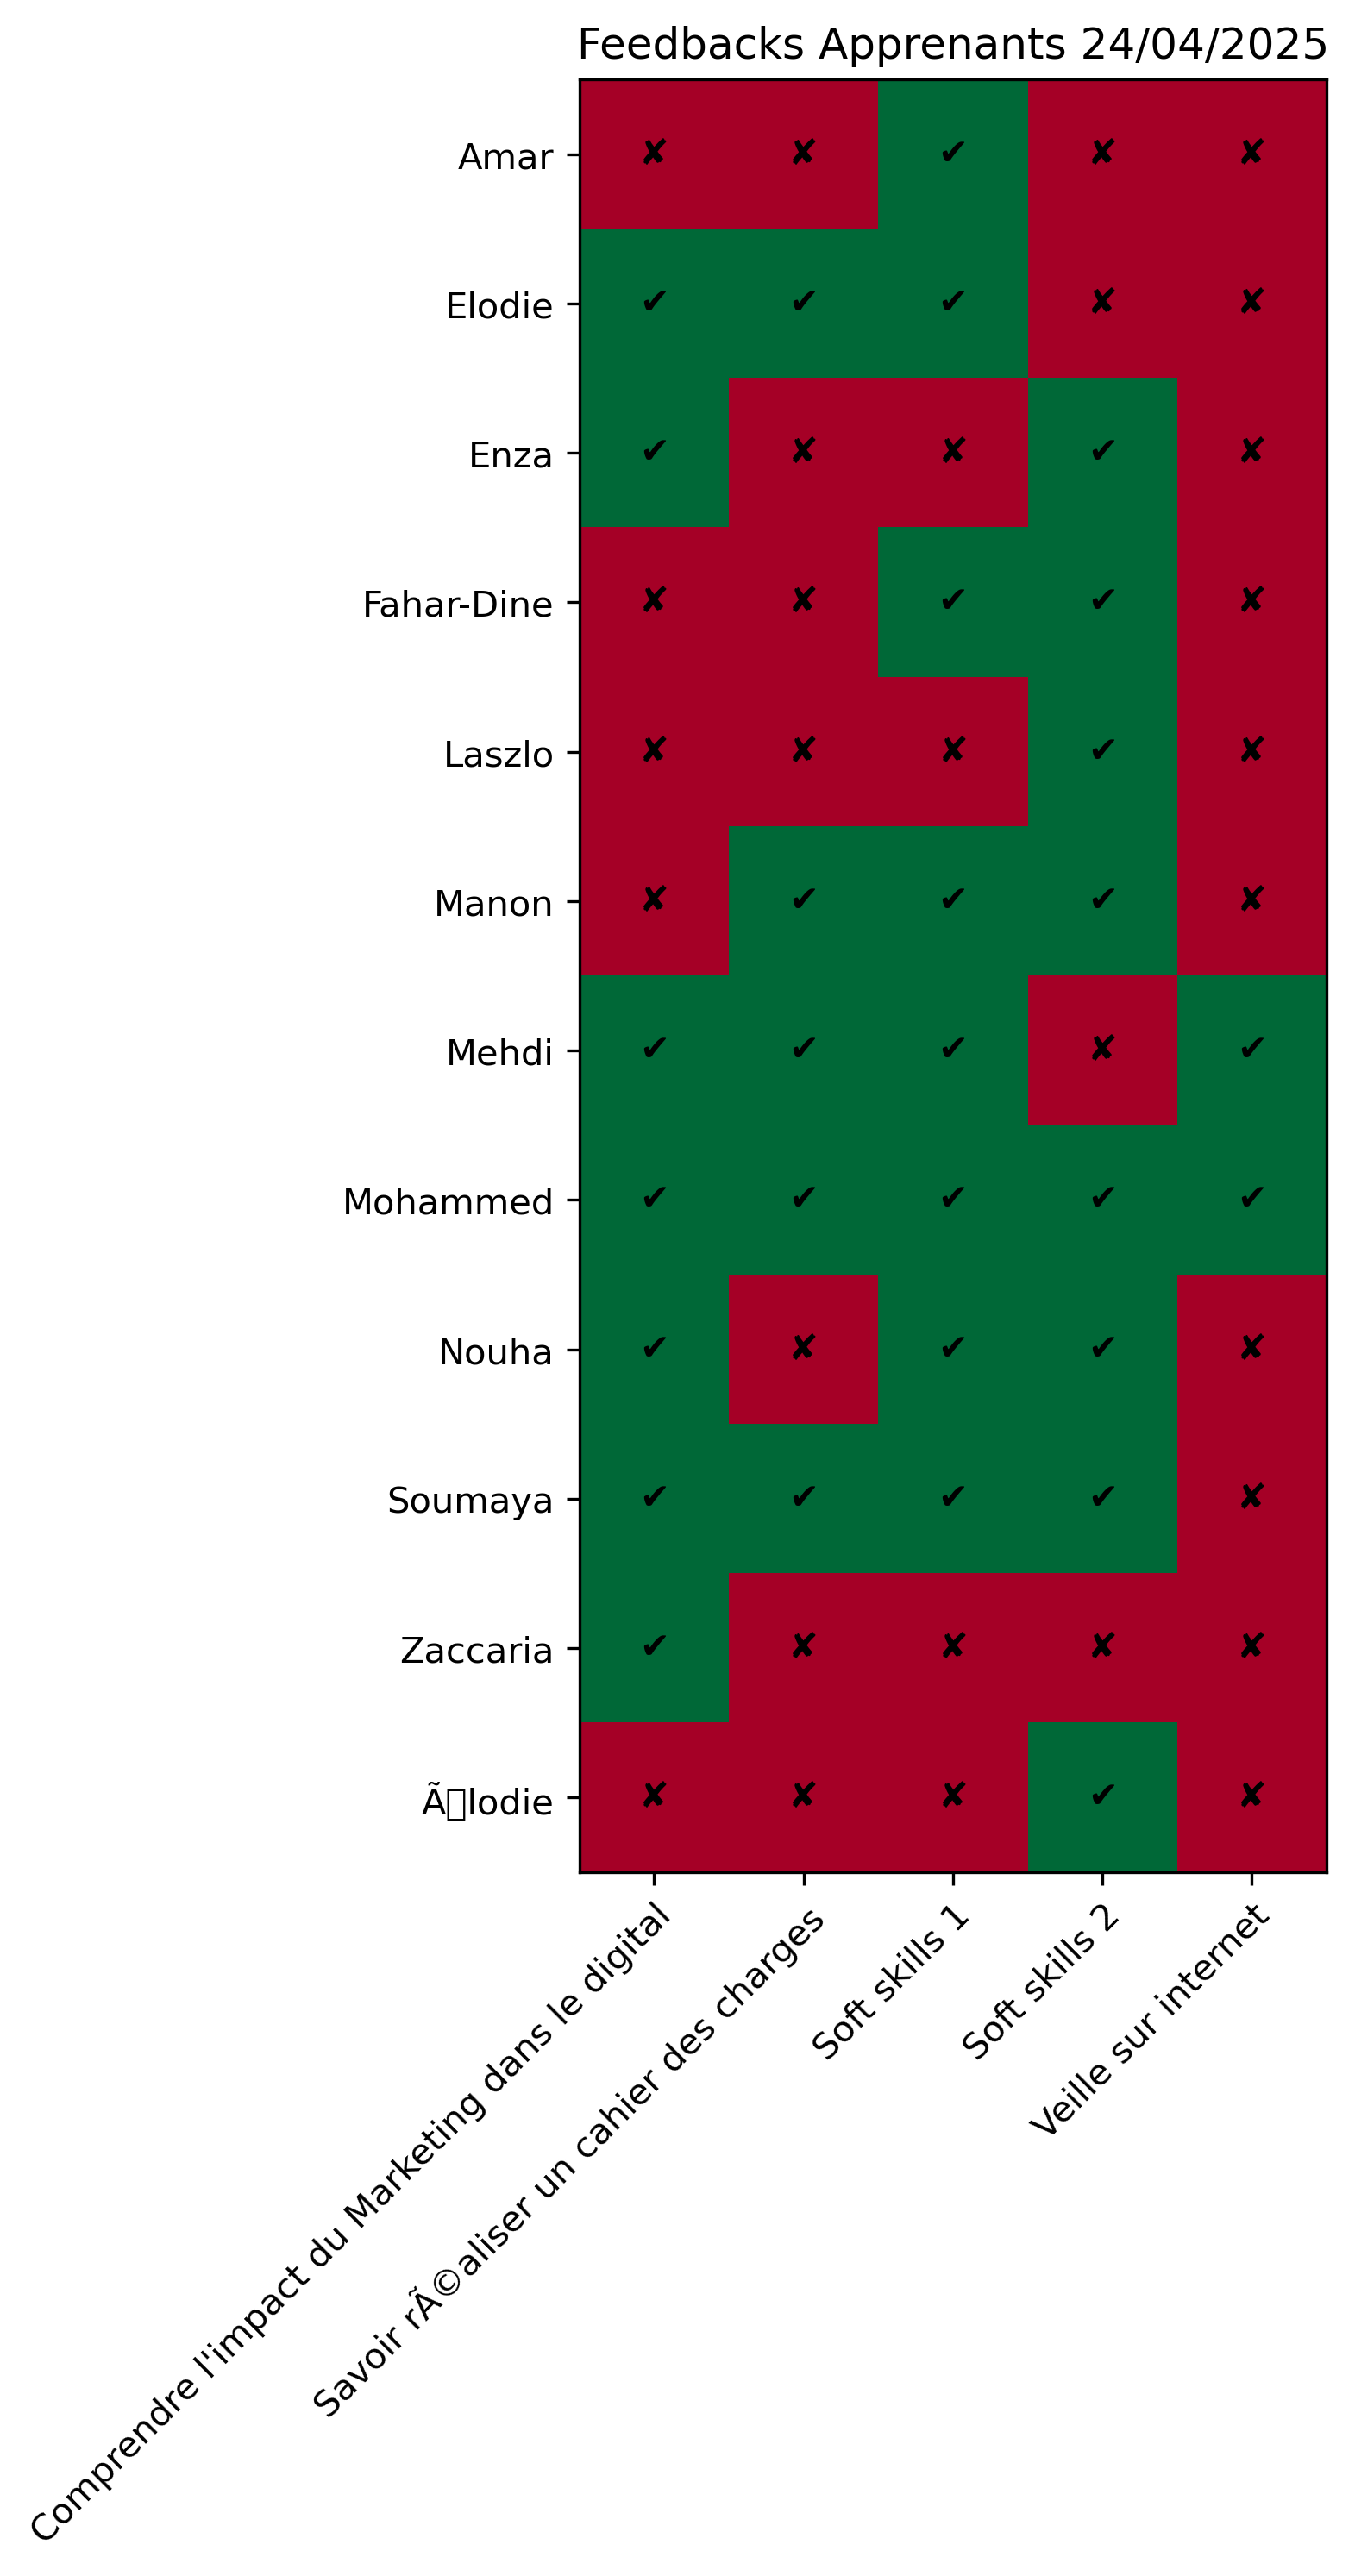 Feedbacks Apprenants 24/04/2025
Amar ✘ ✘ ✔ ✘ ✘
Elodie ✔ ✔ ✔ ✘ ✘
Enza ✔ ✘ ✘ ✔ ✘
Fahar-Dine ✘ ✘ ✔ ✔ ✘
Laszlo ✘ ✘ ✘ ✔ ✘
Manon ✘ ✔ ✔ ✔ ✘
Mehdi ✔ ✔ ✔ ✘ ✔
Mohammed ✔ ✔ ✔ ✔ ✔
Nouha ✔ ✘ ✔ ✔ ✘
Soumaya ✔ ✔ ✔ ✔ ✘
Zaccaria ✔ ✘ ✘ ✘ ✘
Ã▯lodie ✘ ✘ ✘ ✔ ✘
Comprendre l'impact du Marketing dans le digital
Savoir rÃ©aliser un cahier des charges
Soft skills 1
Soft skills 2
Veille sur internet